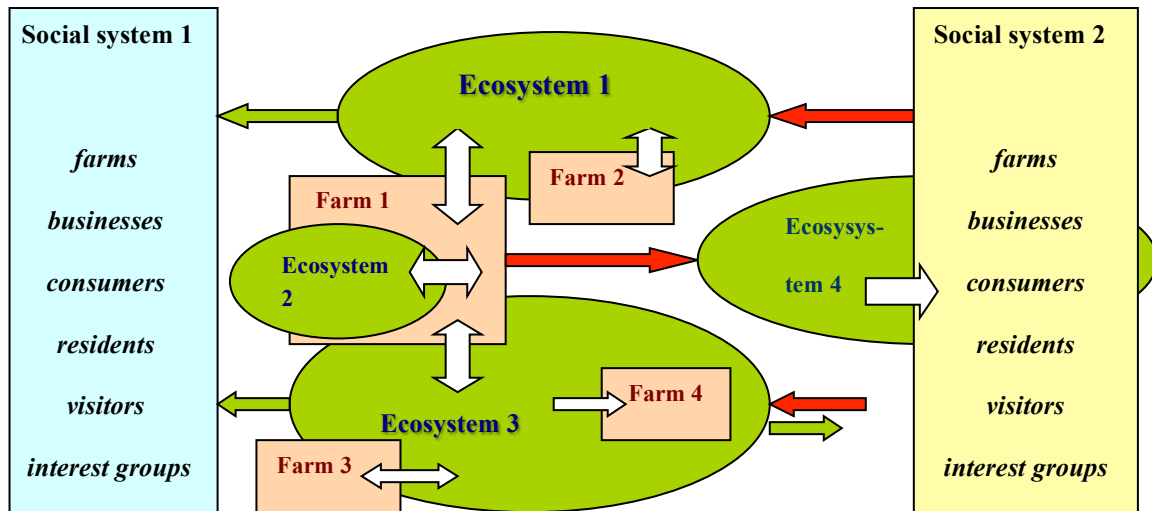 Social system 1
farms
businesses
consumers
residents
visitors
interest groups
Ecosystem 1
Farm 2
Farm 1
Ecosystem
2
Ecosysys-
tem 4
Farm 4
Ecosystem 3
Farm 3
Social system 2
farms
businesses
consumers
residents
visitors
interest groups